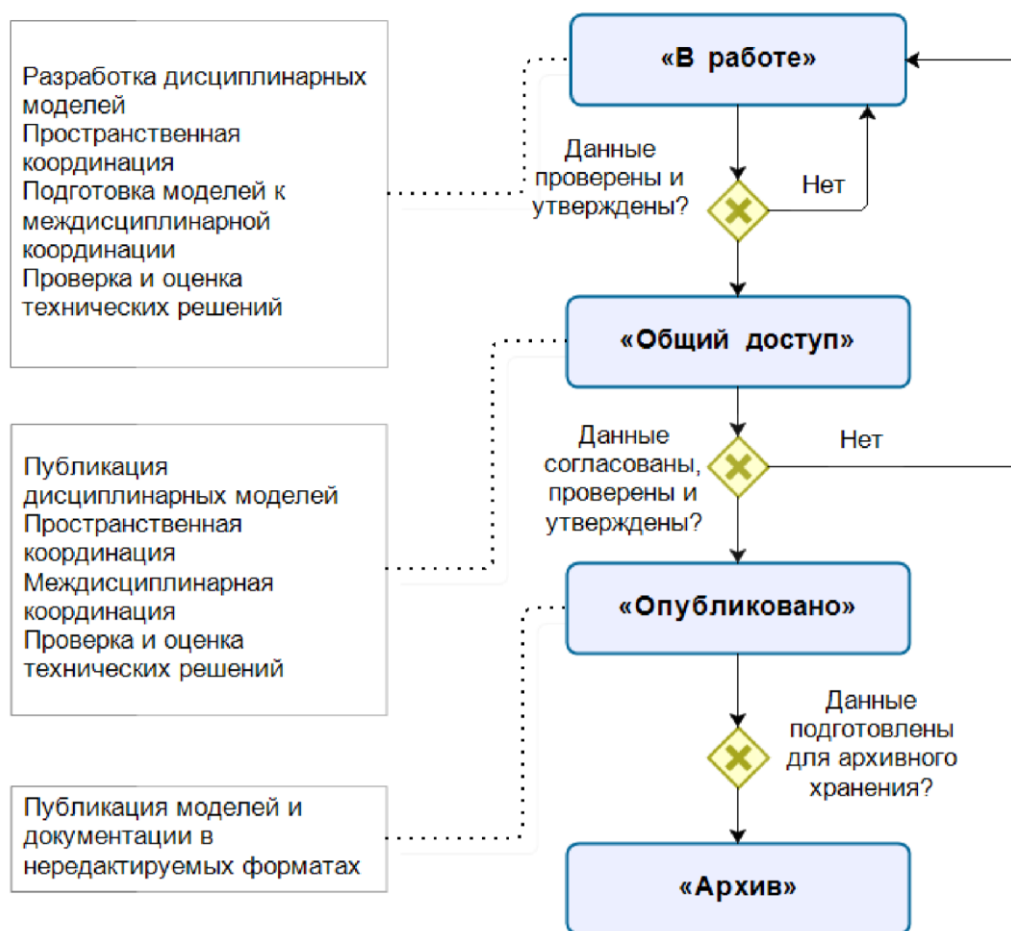 Разработка дисциплинарных
моделей
Пространственная
координация
Подготовка моделей к
междисциплинарной
координации
Проверка и оценка
технических решений
«В работе»
Данные
проверены и
утверждены?
Нет
«Общий доступ»
Публикация
дисциплинарных моделей
Пространственная
координация
Междисциплинарная
координация
Проверка и оценка
технических решений
Данные
согласованы,
проверены и
утверждены?
Нет
«Опубликовано»
Публикация моделей и
документации в
нередактируемых форматах
Данные
подготовлены
для архивного
хранения?
«Архив»